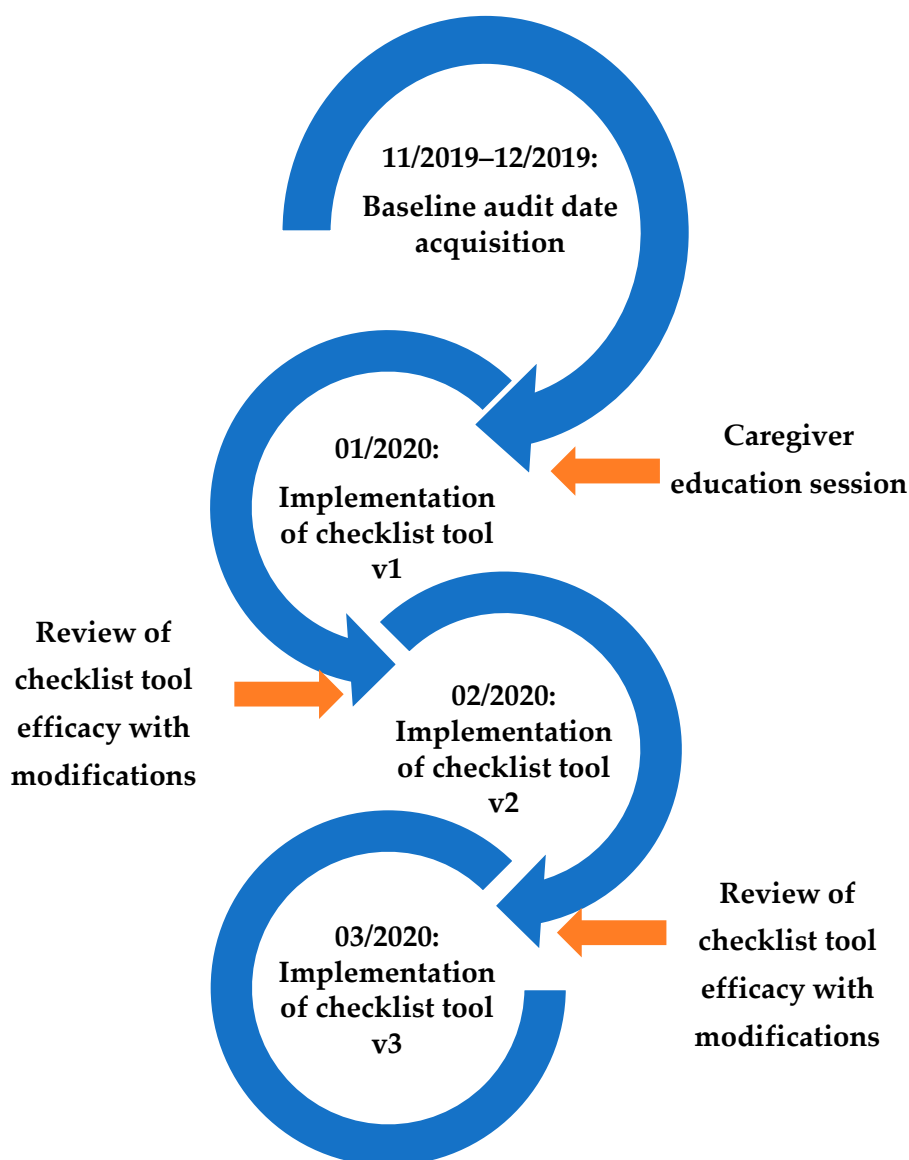 11/2019–12/2019:
Baseline audit date
acquisition
Caregiver
education session
01/2020:
Implementation
of checklist tool
v1
Review of
checklist tool
efficacy with
modifications
02/2020:
Implementation
of checklist tool
v2
Review of
checklist tool
efficacy with
modifications
03/2020:
Implementation
of checklist tool
v3